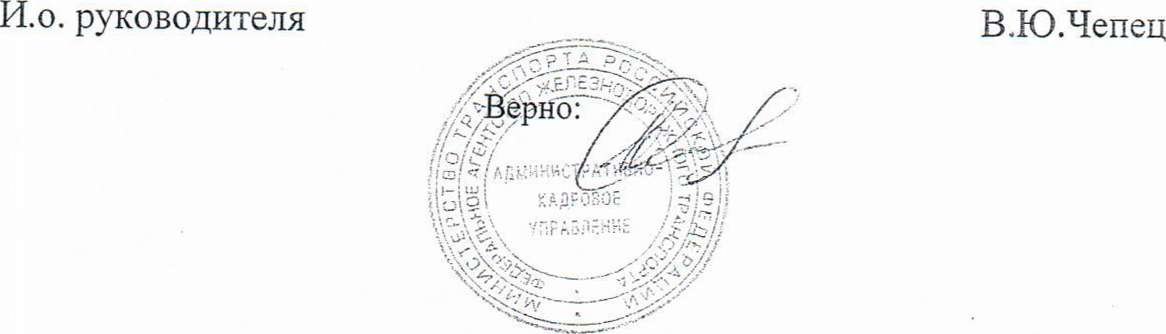 И.о. руководителя В.Ю.Чепец
Верно:
МИНИСТЕРСТВО ТРАНСПОРТА РОССИЙСКОЙ ФЕДЕРАЦИИ
ФЕДЕРАЛЬНОЕ АГЕНТСТВО ЖЕЛЕЗНОДОРОЖНОГО ТРАНСПОРТА
АДМИНИСТРАТИВНО-
КАДРОВОЕ
УПРАВЛЕНИЕ